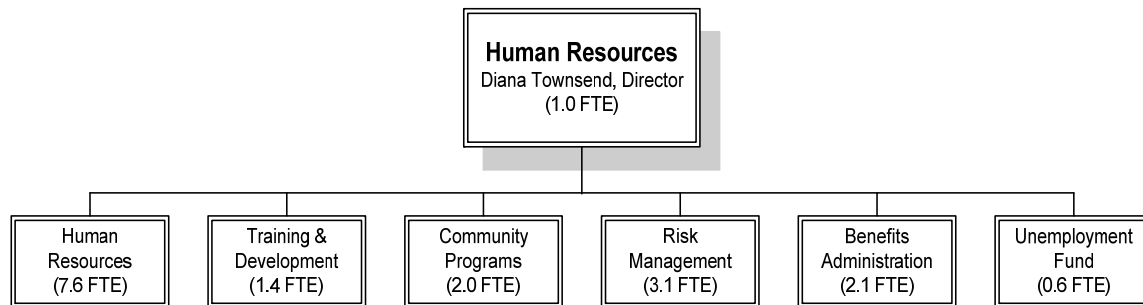 Human Resources
Diana Townsend, Director
(1.0 FTE)
Human
Resources
(7.6 FTE)
Training &
Development
(1.4 FTE)
Community
Programs
(2.0 FTE)
Risk
Management
(3.1 FTE)
Benefits
Administration
(2.1 FTE)
Unemployment
Fund
(0.6 FTE)